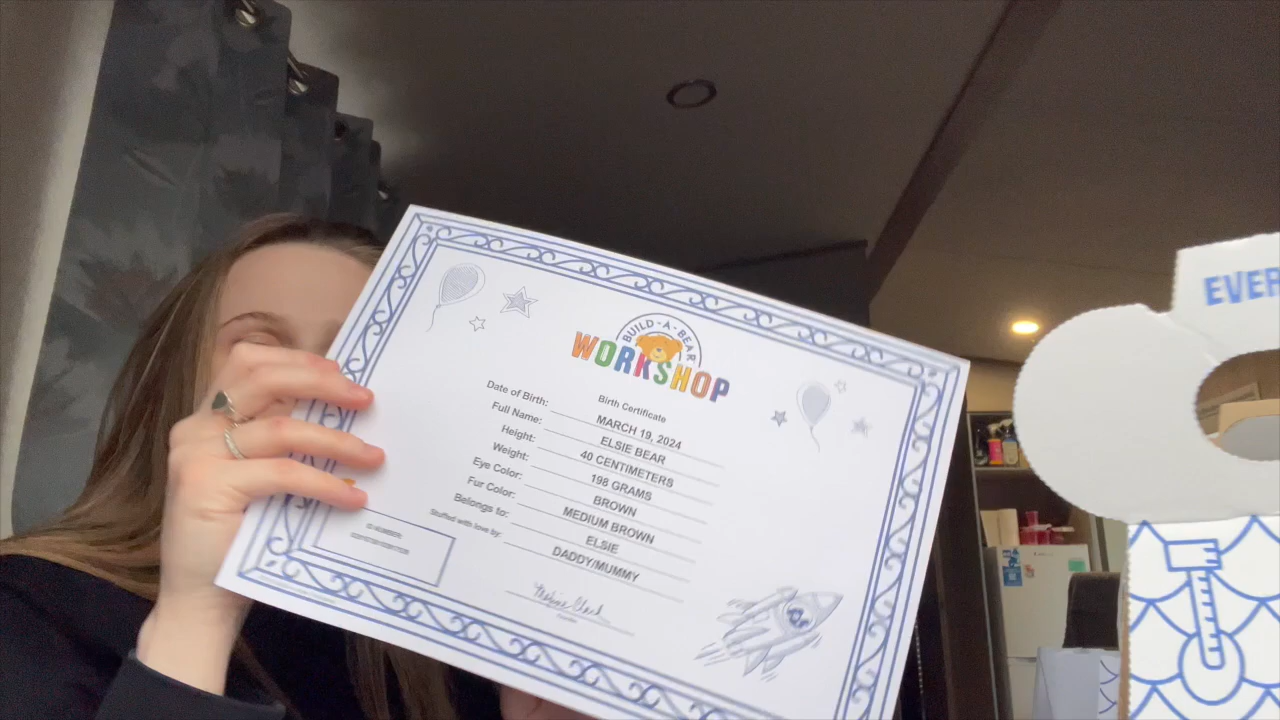 BUILD-A-BEAR
WORKSHOP
Birth Certificate
Date of Birth: MARCH 19, 2024
Full Name: ELSIE BEAR
Height: 40 CENTIMETERS
Weight: 198 GRAMS
Eye Color: BROWN
Fur Color: MEDIUM BROWN
Belongs to: ELSIE
Stuffed with love by: DADDY/MUMMY
ID NUMBER:
EVER